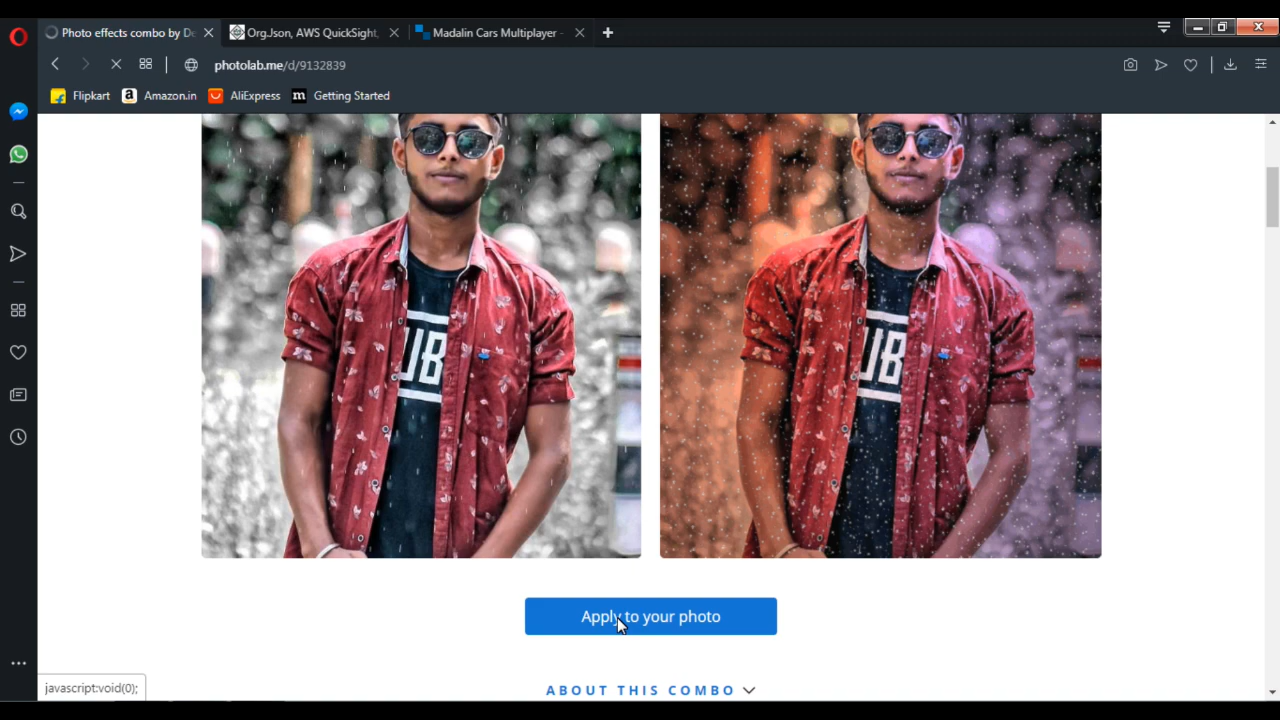 Photo effects combo by De
Org.Json, AWS QuickSight,
Madalin Cars Multiplayer -
photolab.me/d/9132839
Flipkart
Amazon.in
AliExpress
m
Getting Started
UB
UB
Apply to your photo
ABOUT THIS COMBO
javascript:void(0);